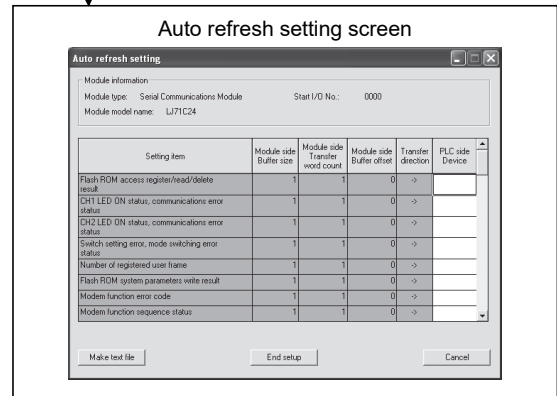 Auto refresh setting screen
Auto refresh setting
Module information
Module type: Serial Communications Module Start I/O No.: 0000
Module model name: LJ71C24
Setting item Module side Buffer size Module side Transfer word count Module side Buffer offset Transfer direction PLC side Device
Flash ROM access register/read/delete
result 1 1 0 ->
CH1 LED ON status, communications error
status 1 1 0 ->
CH2 LED ON status, communications error
status 1 1 0 ->
Switch setting error, mode switching error
status 1 1 0 ->
Number of registered user frame 1 1 0 ->
Flash ROM system parameters write result 1 1 0 ->
Modem function error code 1 1 0 ->
Modem function sequence status 1 1 0 ->
Make text file End setup Cancel